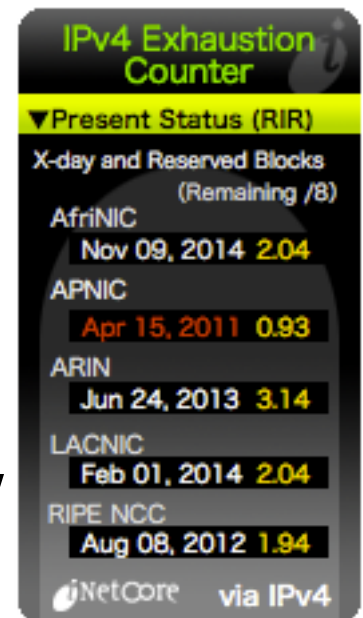 IPv4 Exhaustion
Counter
▼Present Status (RIR)
X-day and Reserved Blocks
(Remaining /8)
AfriNIC
Nov 09, 2014 2.04
APNIC
Apr 15, 2011 0.93
ARIN
Jun 24, 2013 3.14
LACNIC
Feb 01, 2014 2.04
RIPE NCC
Aug 08, 2012 1.94
iNetCore via IPv4